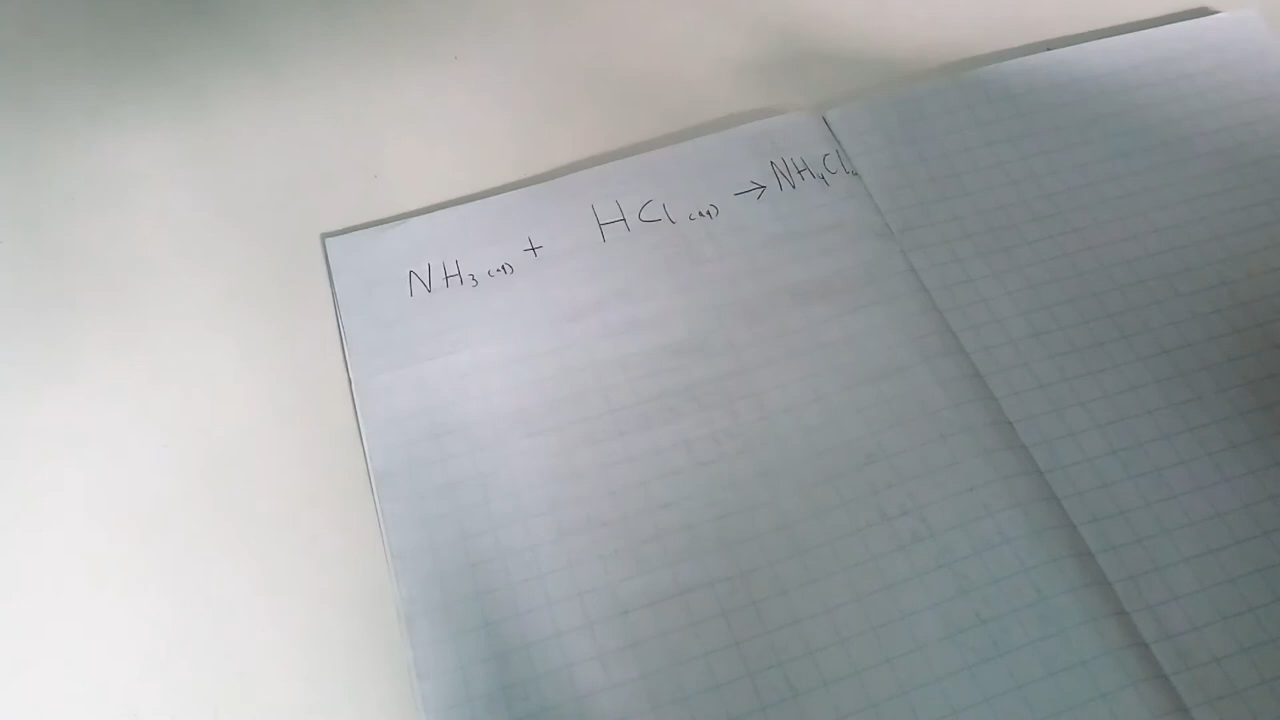 NH₃(aq) + HCl(aq) → NH₄Cl